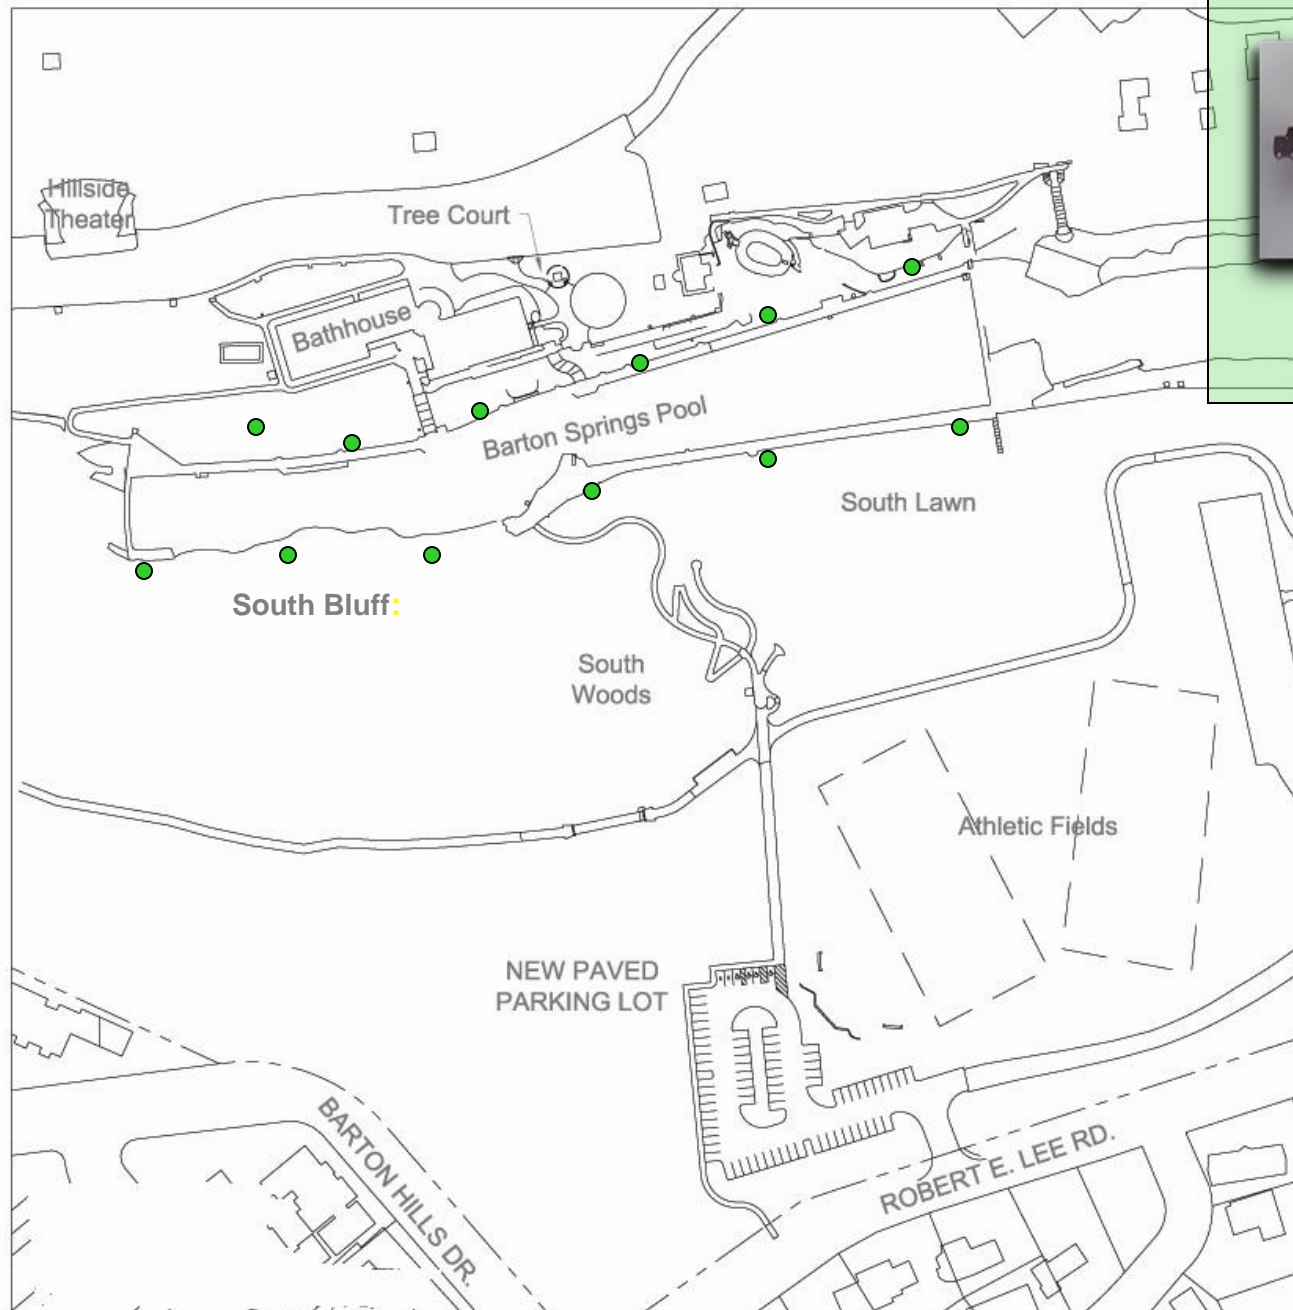 Hillside
Theater
Tree Court
Bathhouse
Barton Springs Pool
South Lawn
South Bluff:
South
Woods
Athletic Fields
NEW PAVED
PARKING LOT
BARTON HILLS DR.
ROBERT E. LEE RD.